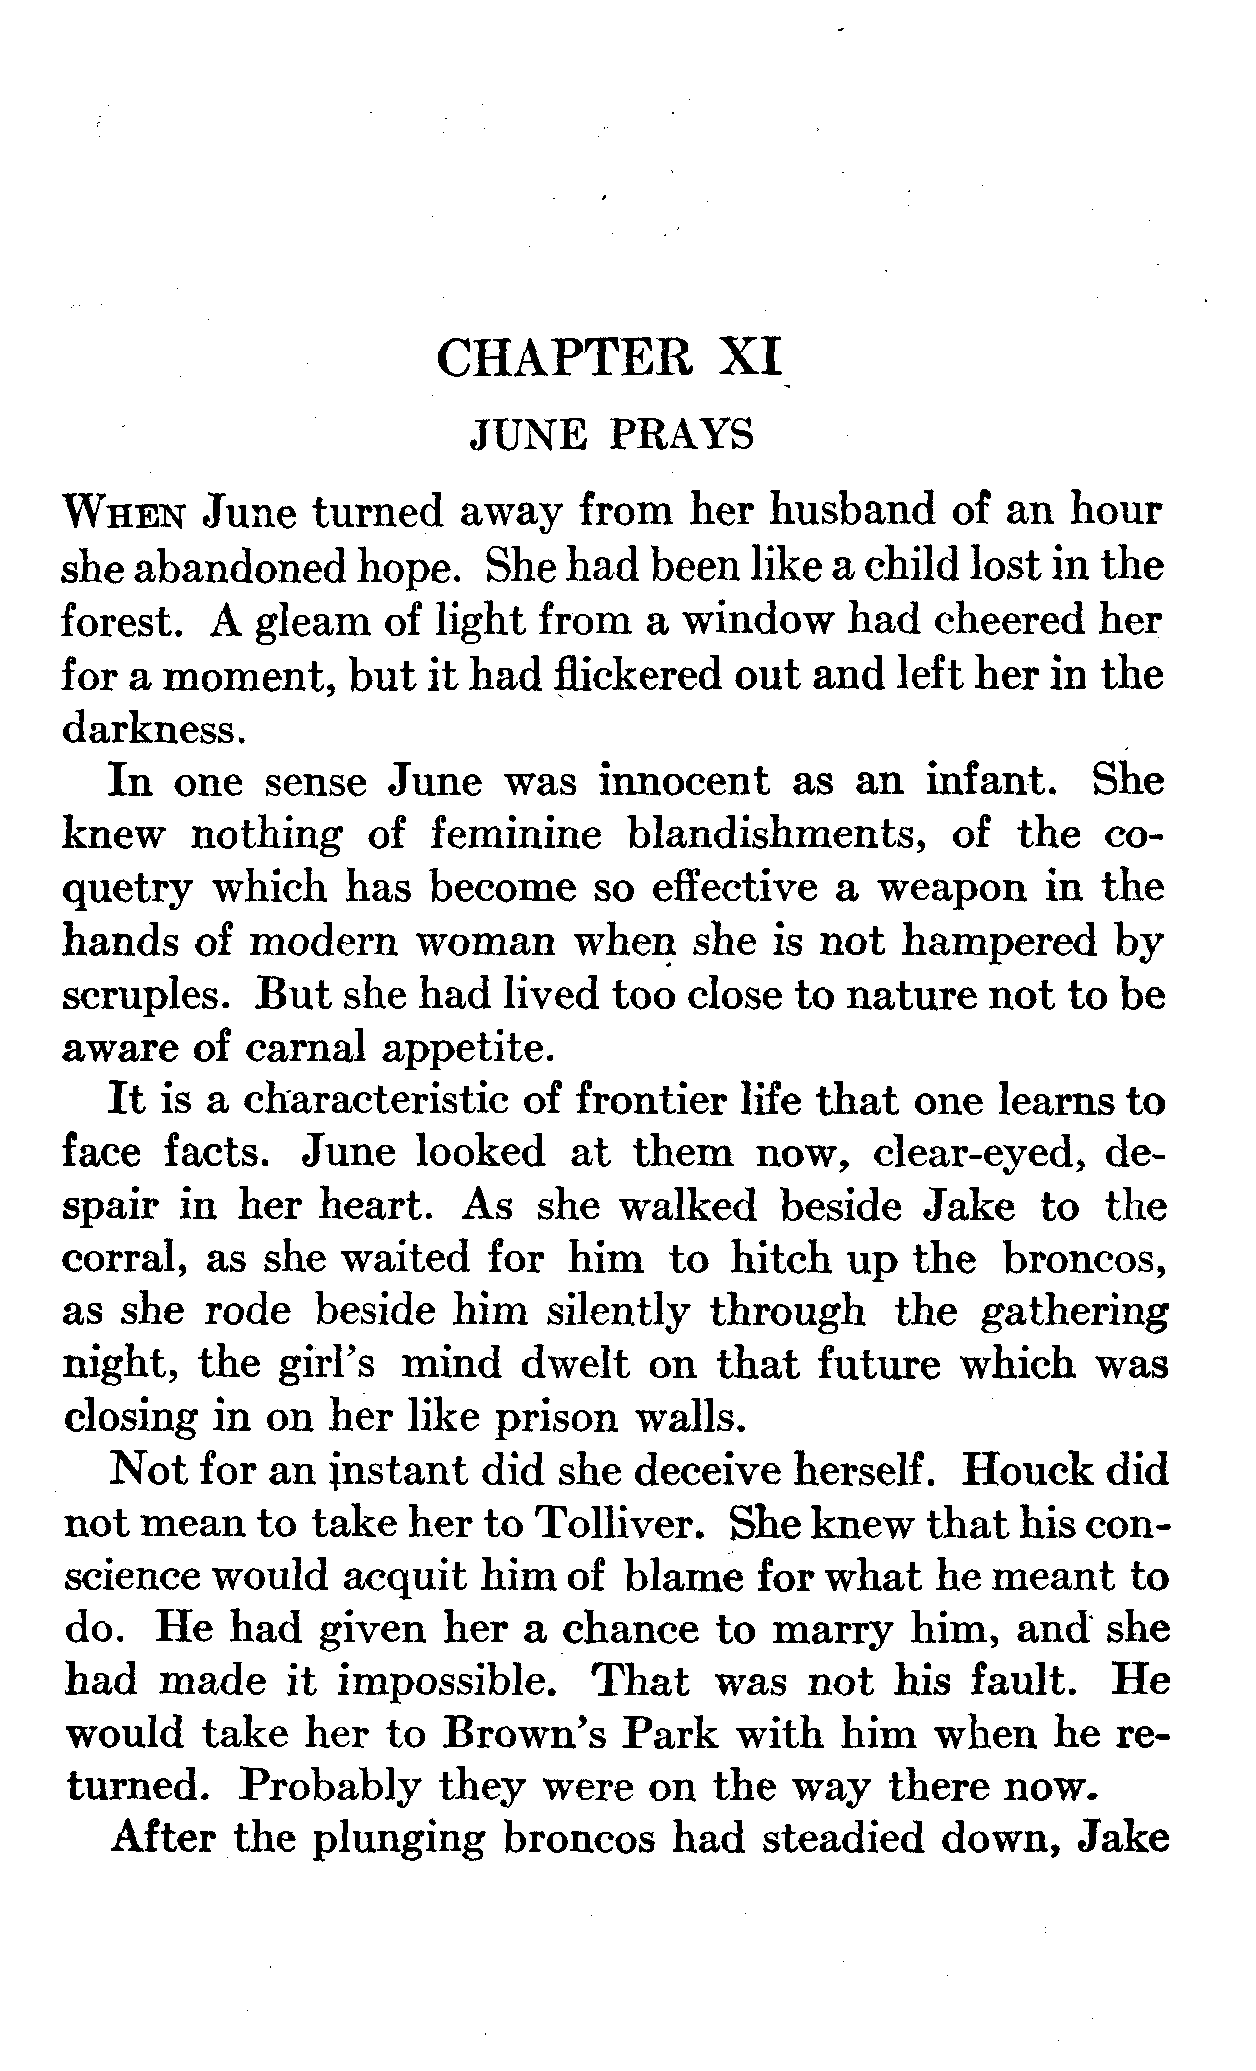 CHAPTER XI
JUNE PRAYS
WHEN June turned away from her husband of an hour
she abandoned hope. She had been like a child lost in the
forest. A gleam of light from a window had cheered her
for a moment, but it had flickered out and left her in the
darkness.
In one sense June was innocent as an infant. She
knew nothing of feminine blandishments, of the co-
quetry which has become so effective a weapon in the
hands of modern woman when she is not hampered by
scruples. But she had lived too close to nature not to be
aware of carnal appetite.
It is a characteristic of frontier life that one learns to
face facts. June looked at them now, clear-eyed, de-
spair in her heart. As she walked beside Jake to the
corral, as she waited for him to hitch up the broncos,
as she rode beside him silently through the gathering
night, the girl's mind dwelt on that future which was
closing in on her like prison walls.
Not for an instant did she deceive herself. Houck did
not mean to take her to Tolliver. She knew that his con-
science would acquit him of blame for what he meant to
do. He had given her a chance to marry him, and she
had made it impossible. That was not his fault. He
would take her to Brown's Park with him when he re-
turned. Probably they were on the way there now.
After the plunging broncos had steadied down, Jake